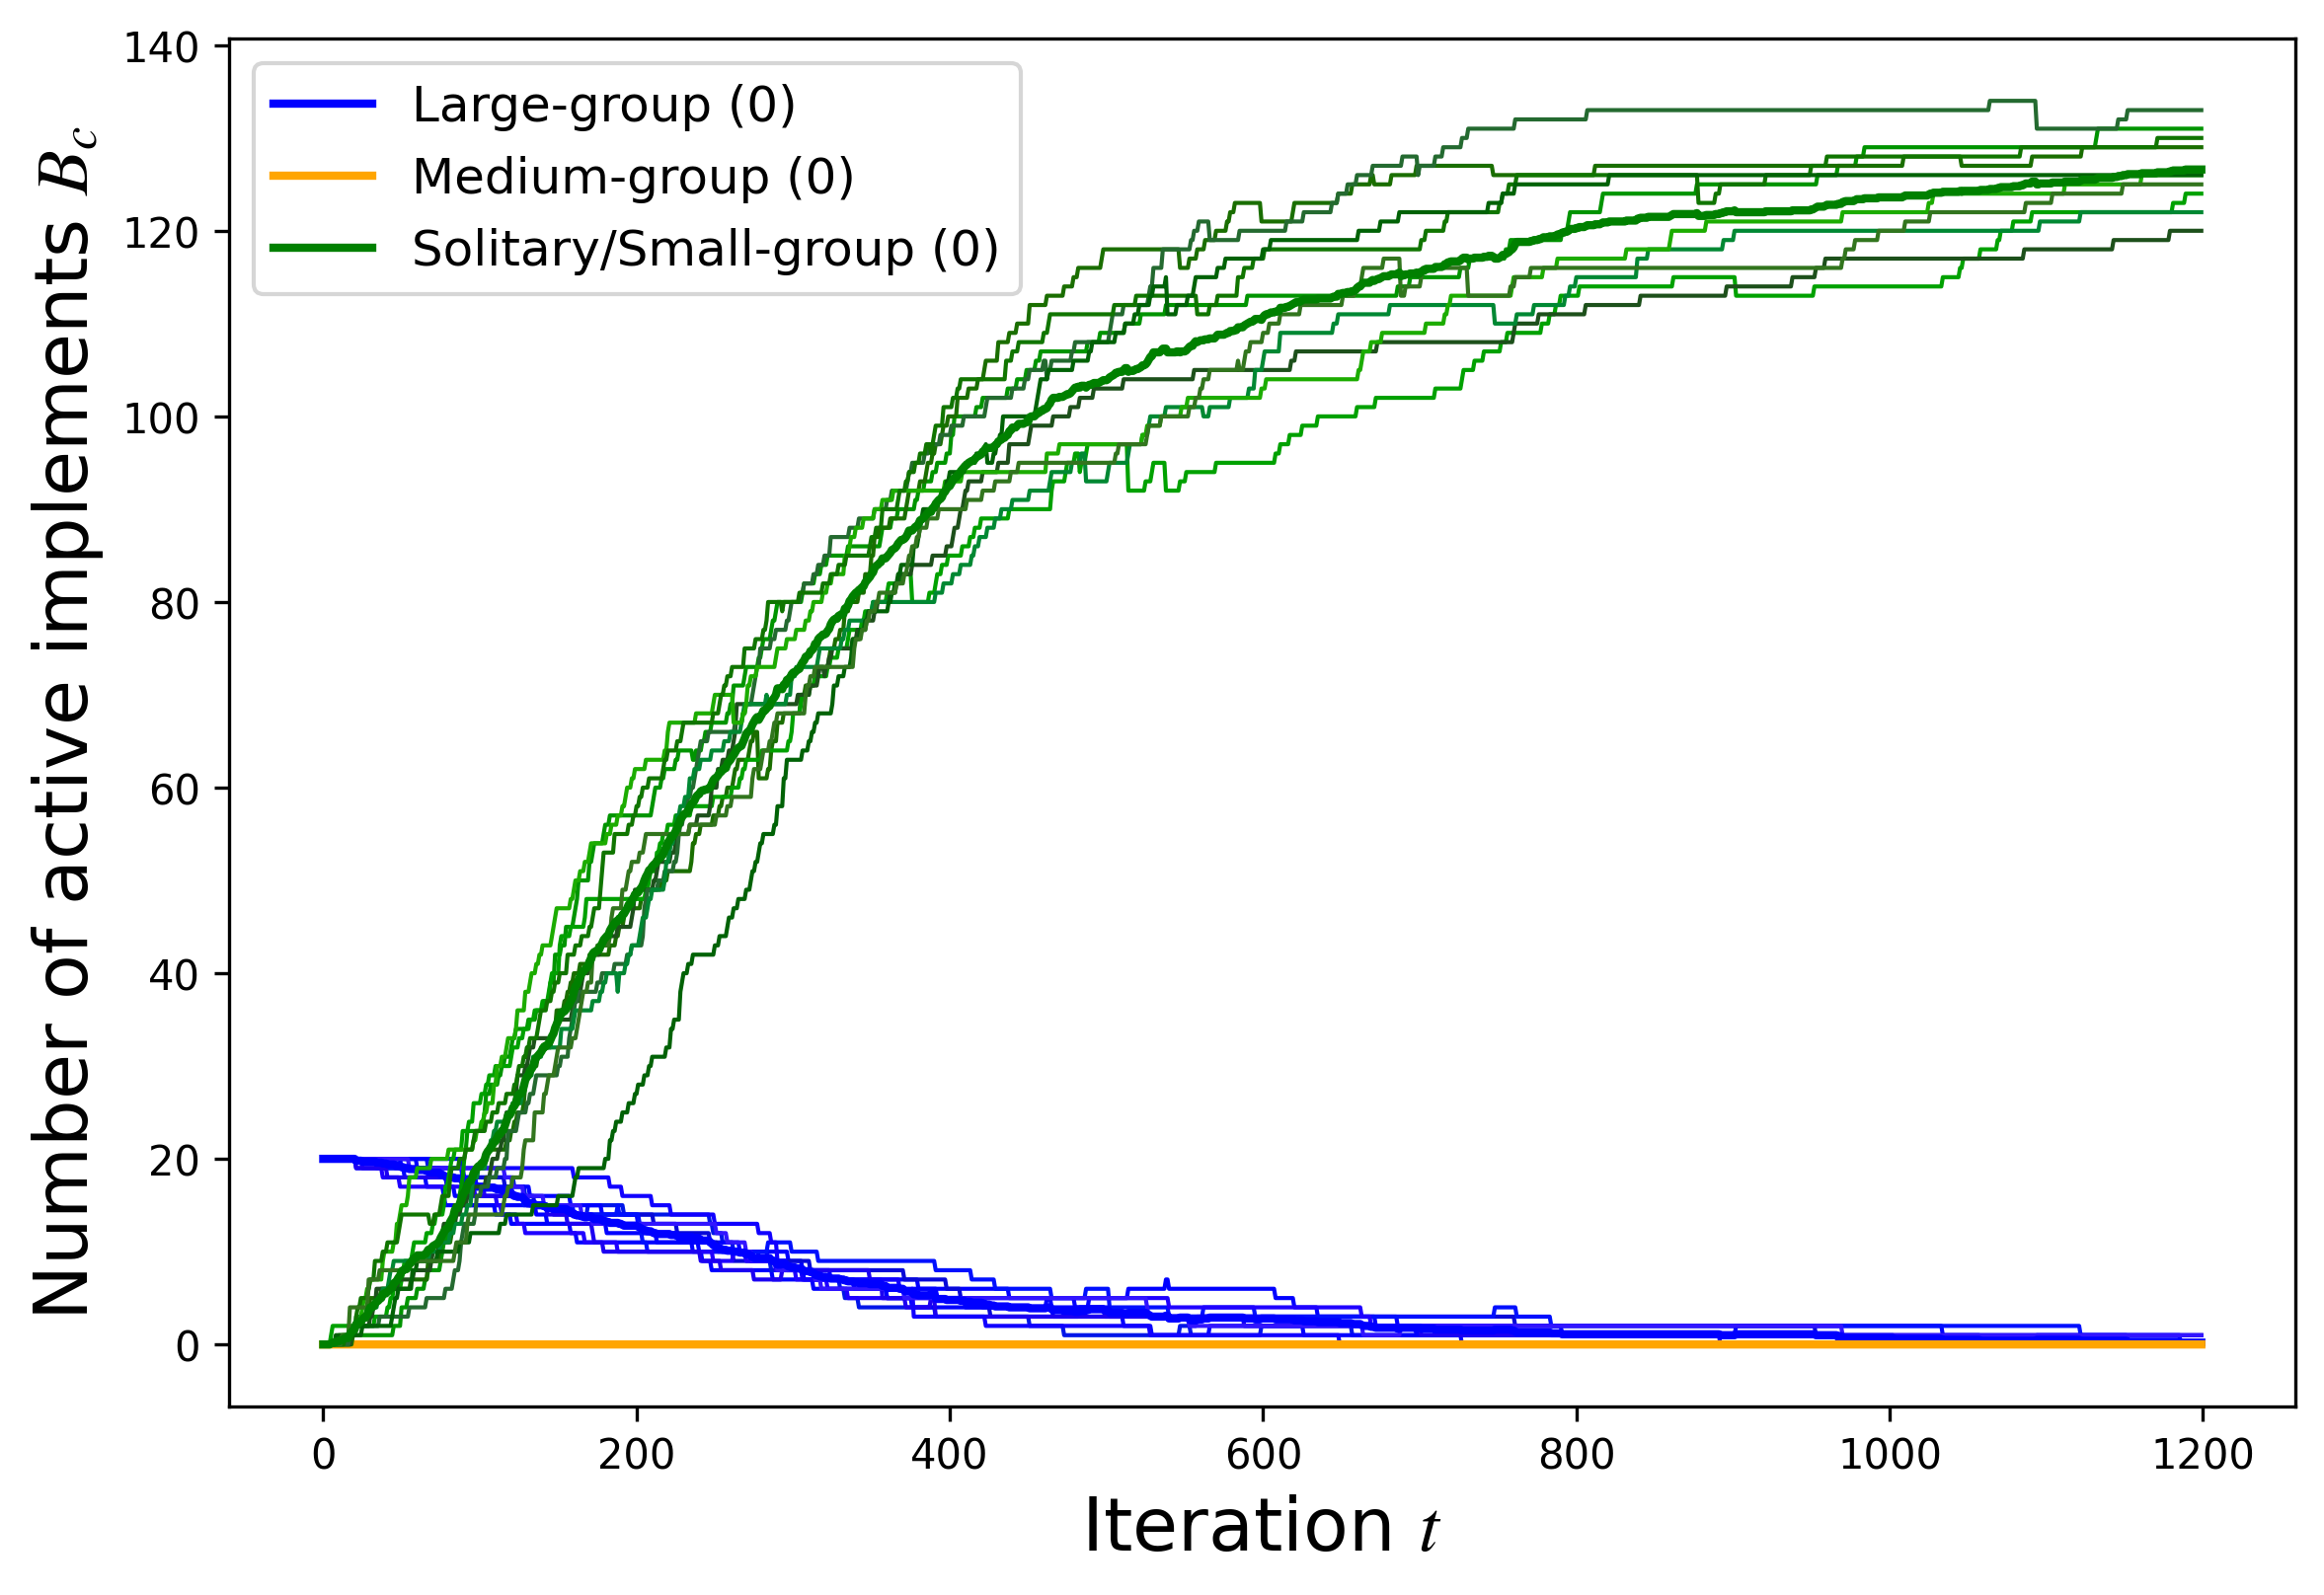 Large-group (0)
Medium-group (0)
Solitary/Small-group (0)
Number of active implements B_c
140
120
100
80
60
40
20
0
0 200 400 600 800 1000 1200
Iteration t